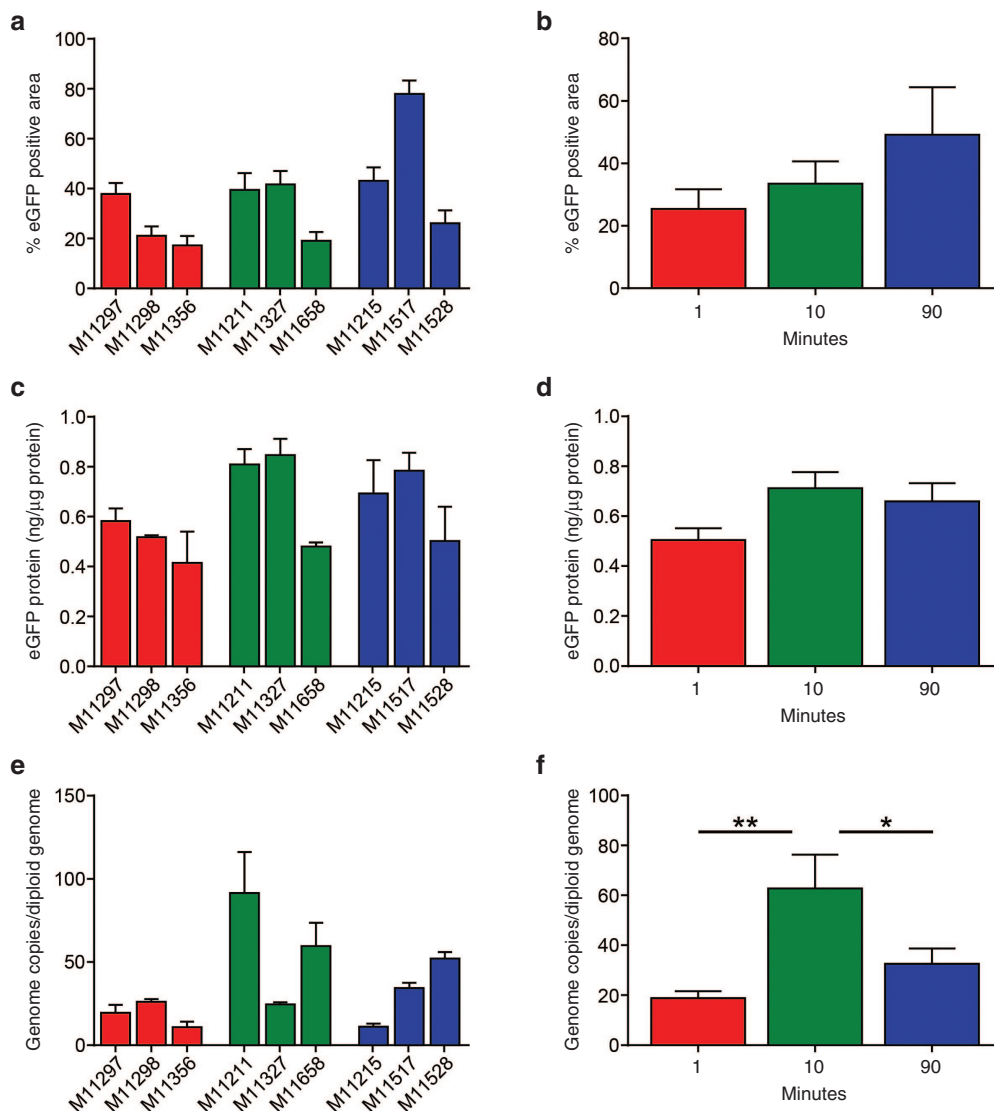 a
% eGFP positive area
100
80
60
40
20
0
M11297 M11298 M11356 M11211 M11327 M11658 M11215 M11517 M11528
b
% eGFP positive area
80
60
40
20
0
1 10 90
Minutes
c
eGFP protein (ng/µg protein)
1.0
0.8
0.6
0.4
0.2
0.0
M11297 M11298 M11356 M11211 M11327 M11658 M11215 M11517 M11528
d
eGFP protein (ng/µg protein)
1.0
0.8
0.6
0.4
0.2
0.0
1 10 90
Minutes
e
Genome copies/diploid genome
150
100
50
0
M11297 M11298 M11356 M11211 M11327 M11658 M11215 M11517 M11528
f
Genome copies/diploid genome
100
80
60
40
20
0
** *
1 10 90
Minutes